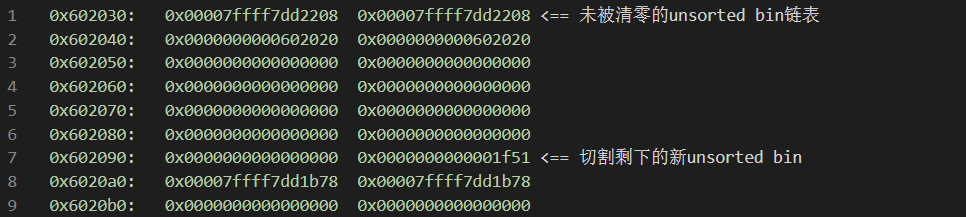 1 0x602030: 0x00007ffff7dd2208 0x00007ffff7dd2208 <== 未被清零的unsorted bin链表
2 0x602040: 0x0000000000602020 0x0000000000602020
3 0x602050: 0x0000000000000000 0x0000000000000000
4 0x602060: 0x0000000000000000 0x0000000000000000
5 0x602070: 0x0000000000000000 0x0000000000000000
6 0x602080: 0x0000000000000000 0x0000000000000000
7 0x602090: 0x0000000000000000 0x0000000000001f51 <== 切割剩下的新unsorted bin
8 0x6020a0: 0x00007ffff7dd1b78 0x00007ffff7dd1b78
9 0x6020b0: 0x0000000000000000 0x0000000000000000